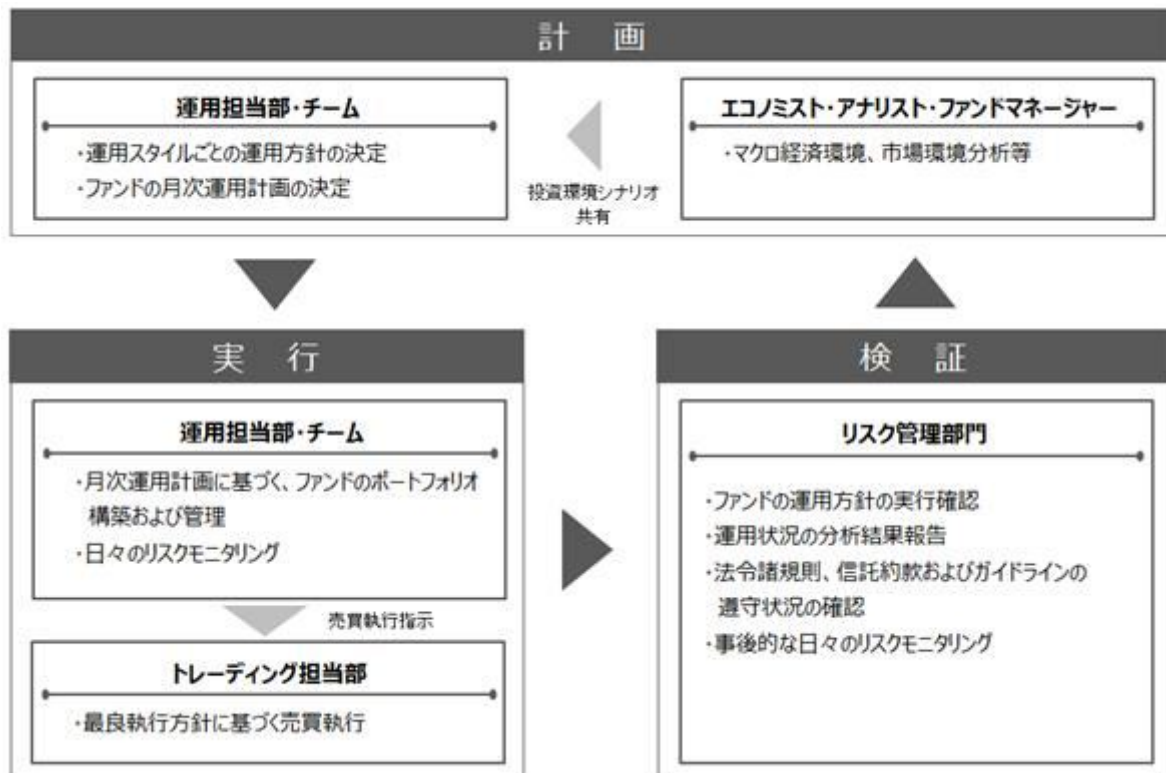 計 画
運用担当部・チーム
・運用スタイルごとの運用方針の決定
・ファンドの月次運用計画の決定
投資環境シナリオ
共有
エコノミスト・アナリスト・ファンドマネージャー
・マクロ経済環境、市場環境分析等
実 行
運用担当部・チーム
・月次運用計画に基づく、ファンドのポートフォリオ
構築および管理
・日々のリスクモニタリング
売買執行指示
トレーディング担当部
・最良執行方針に基づく売買執行
検 証
リスク管理部門
・ファンドの運用方針の実行確認
・運用状況の分析結果報告
・法令諸規則、信託約款およびガイドラインの
遵守状況の確認
・事後的な日々のリスクモニタリング